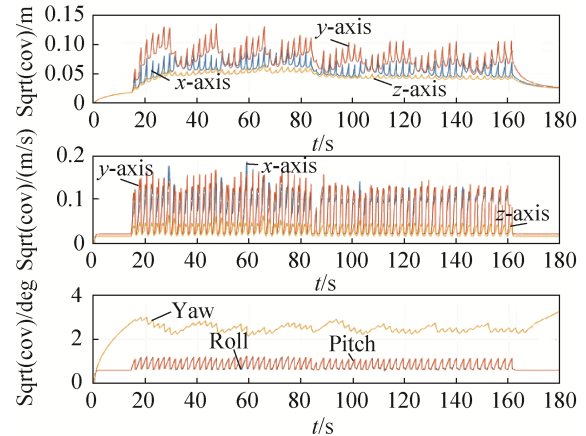 Sqrt(cov)/m
0.15
0.10
0.05
0
y-axis
x-axis
z-axis
0 20 40 60 80 100 120 140 160 180
t/s
Sqrt(cov)/(m/s)
0.2
0.1
0
y-axis
x-axis
z-axis
0 20 40 60 80 100 120 140 160 180
t/s
Sqrt(cov)/deg
4
2
0
Yaw
Roll
Pitch
0 20 40 60 80 100 120 140 160 180
t/s